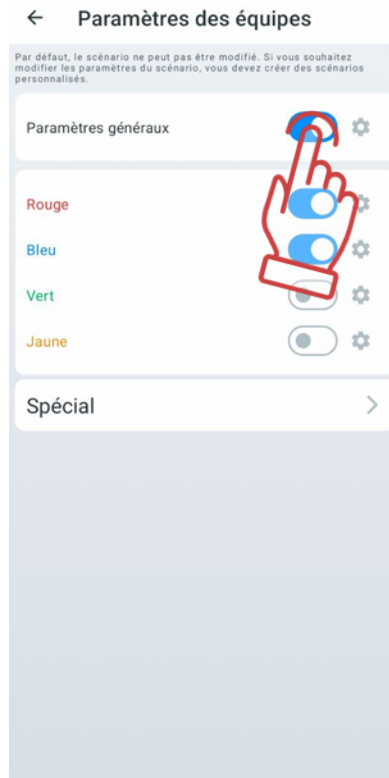 Paramètres des équipes
Par défaut, le scénario ne peut pas être modifié. Si vous souhaitez
modifier les paramètres du scénario, vous devez créer des scénarios
personnalisés.
Paramètres généraux
Rouge
Bleu
Vert
Jaune
Spécial